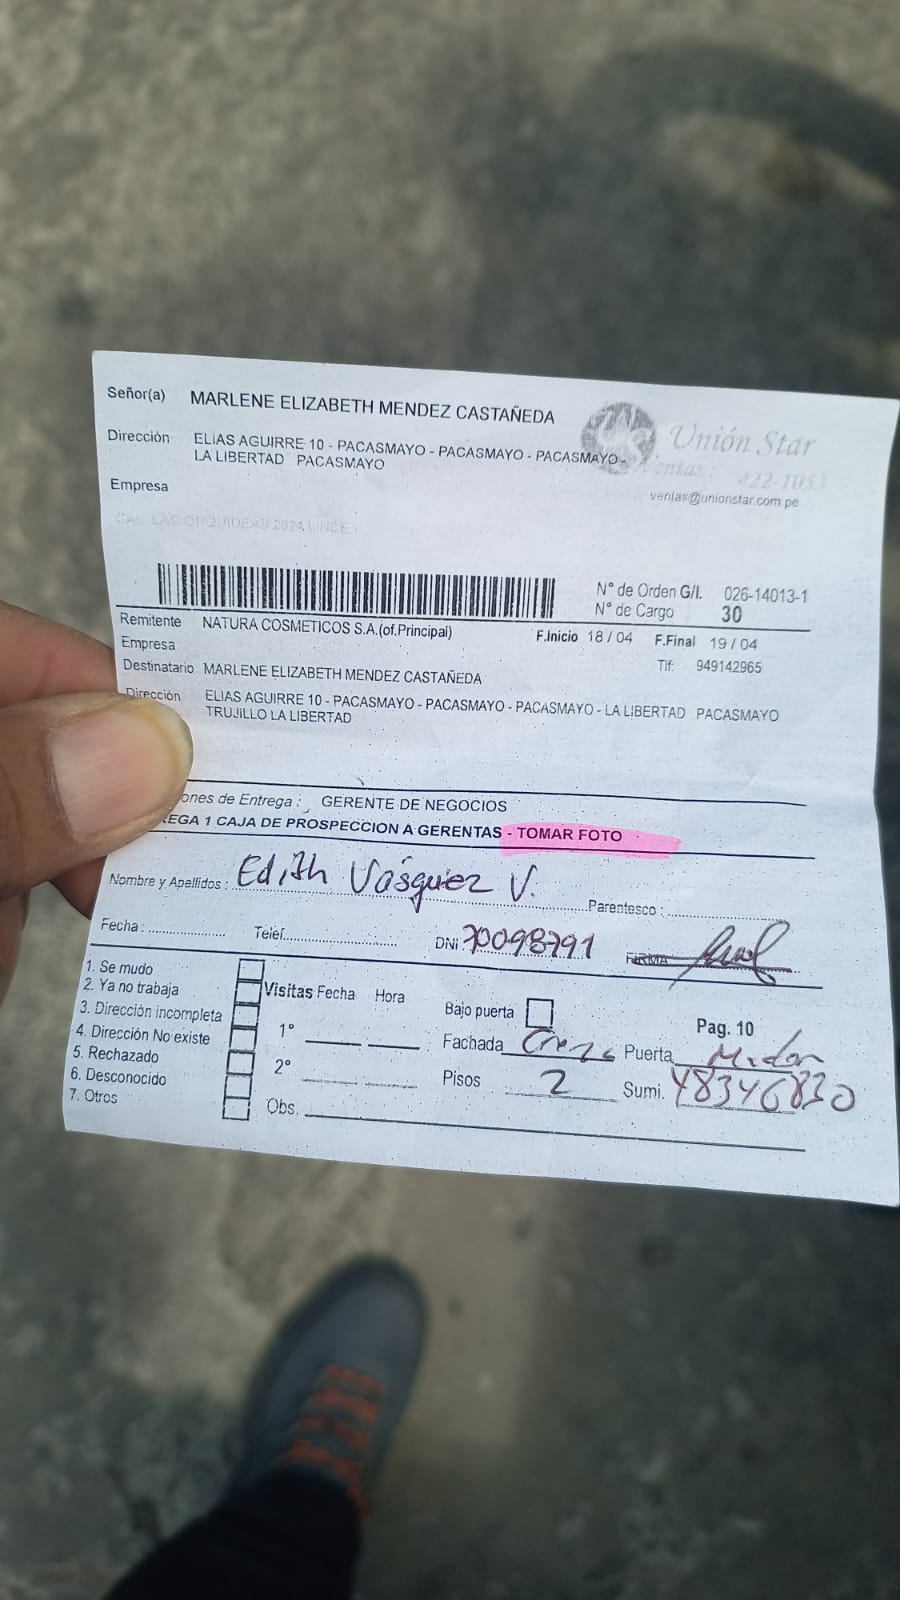 Señor(a) MARLENE ELIZABETH MENDEZ CASTAÑEDA
Unión Star
Dirección ELIAS AGUIRRE 10 - PACASMAYO - PACASMAYO - PACASMAYO -
LA LIBERTAD PACASMAYO
Ventas: 422-1051
Empresa
ventas@unionstar.com.pe
CAL LAS ORQUIDEAS 2624 LINCE
N° de Orden G/I. 026-14013-1
N° de Cargo 30
Remitente NATURA COSMETICOS S.A.(of.Principal) F.Inicio 18 / 04 F.Final 19 / 04
Empresa
Tlf: 949142965
Destinatario MARLENE ELIZABETH MENDEZ CASTAÑEDA
Dirección ELIAS AGUIRRE 10 - PACASMAYO - PACASMAYO - PACASMAYO - LA LIBERTAD PACASMAYO
TRUJILLO LA LIBERTAD
ones de Entrega : GERENTE DE NEGOCIOS
EGA 1 CAJA DE PROSPECCION A GERENTAS - TOMAR FOTO
Nombre y Apellidos : Edith Vásquez V. Parentesco :
Fecha : Telef. DNI 70098791 FIRMA
1. Se mudo
2. Ya no trabaja
3. Dirección incompleta
4. Dirección No existe
5. Rechazado
6. Desconocido
7. Otros
Visitas Fecha Hora
1°
2°
Obs.
Bajo puerta Pag. 10
Fachada Puerta
Pisos 2 Sumi. 48346830